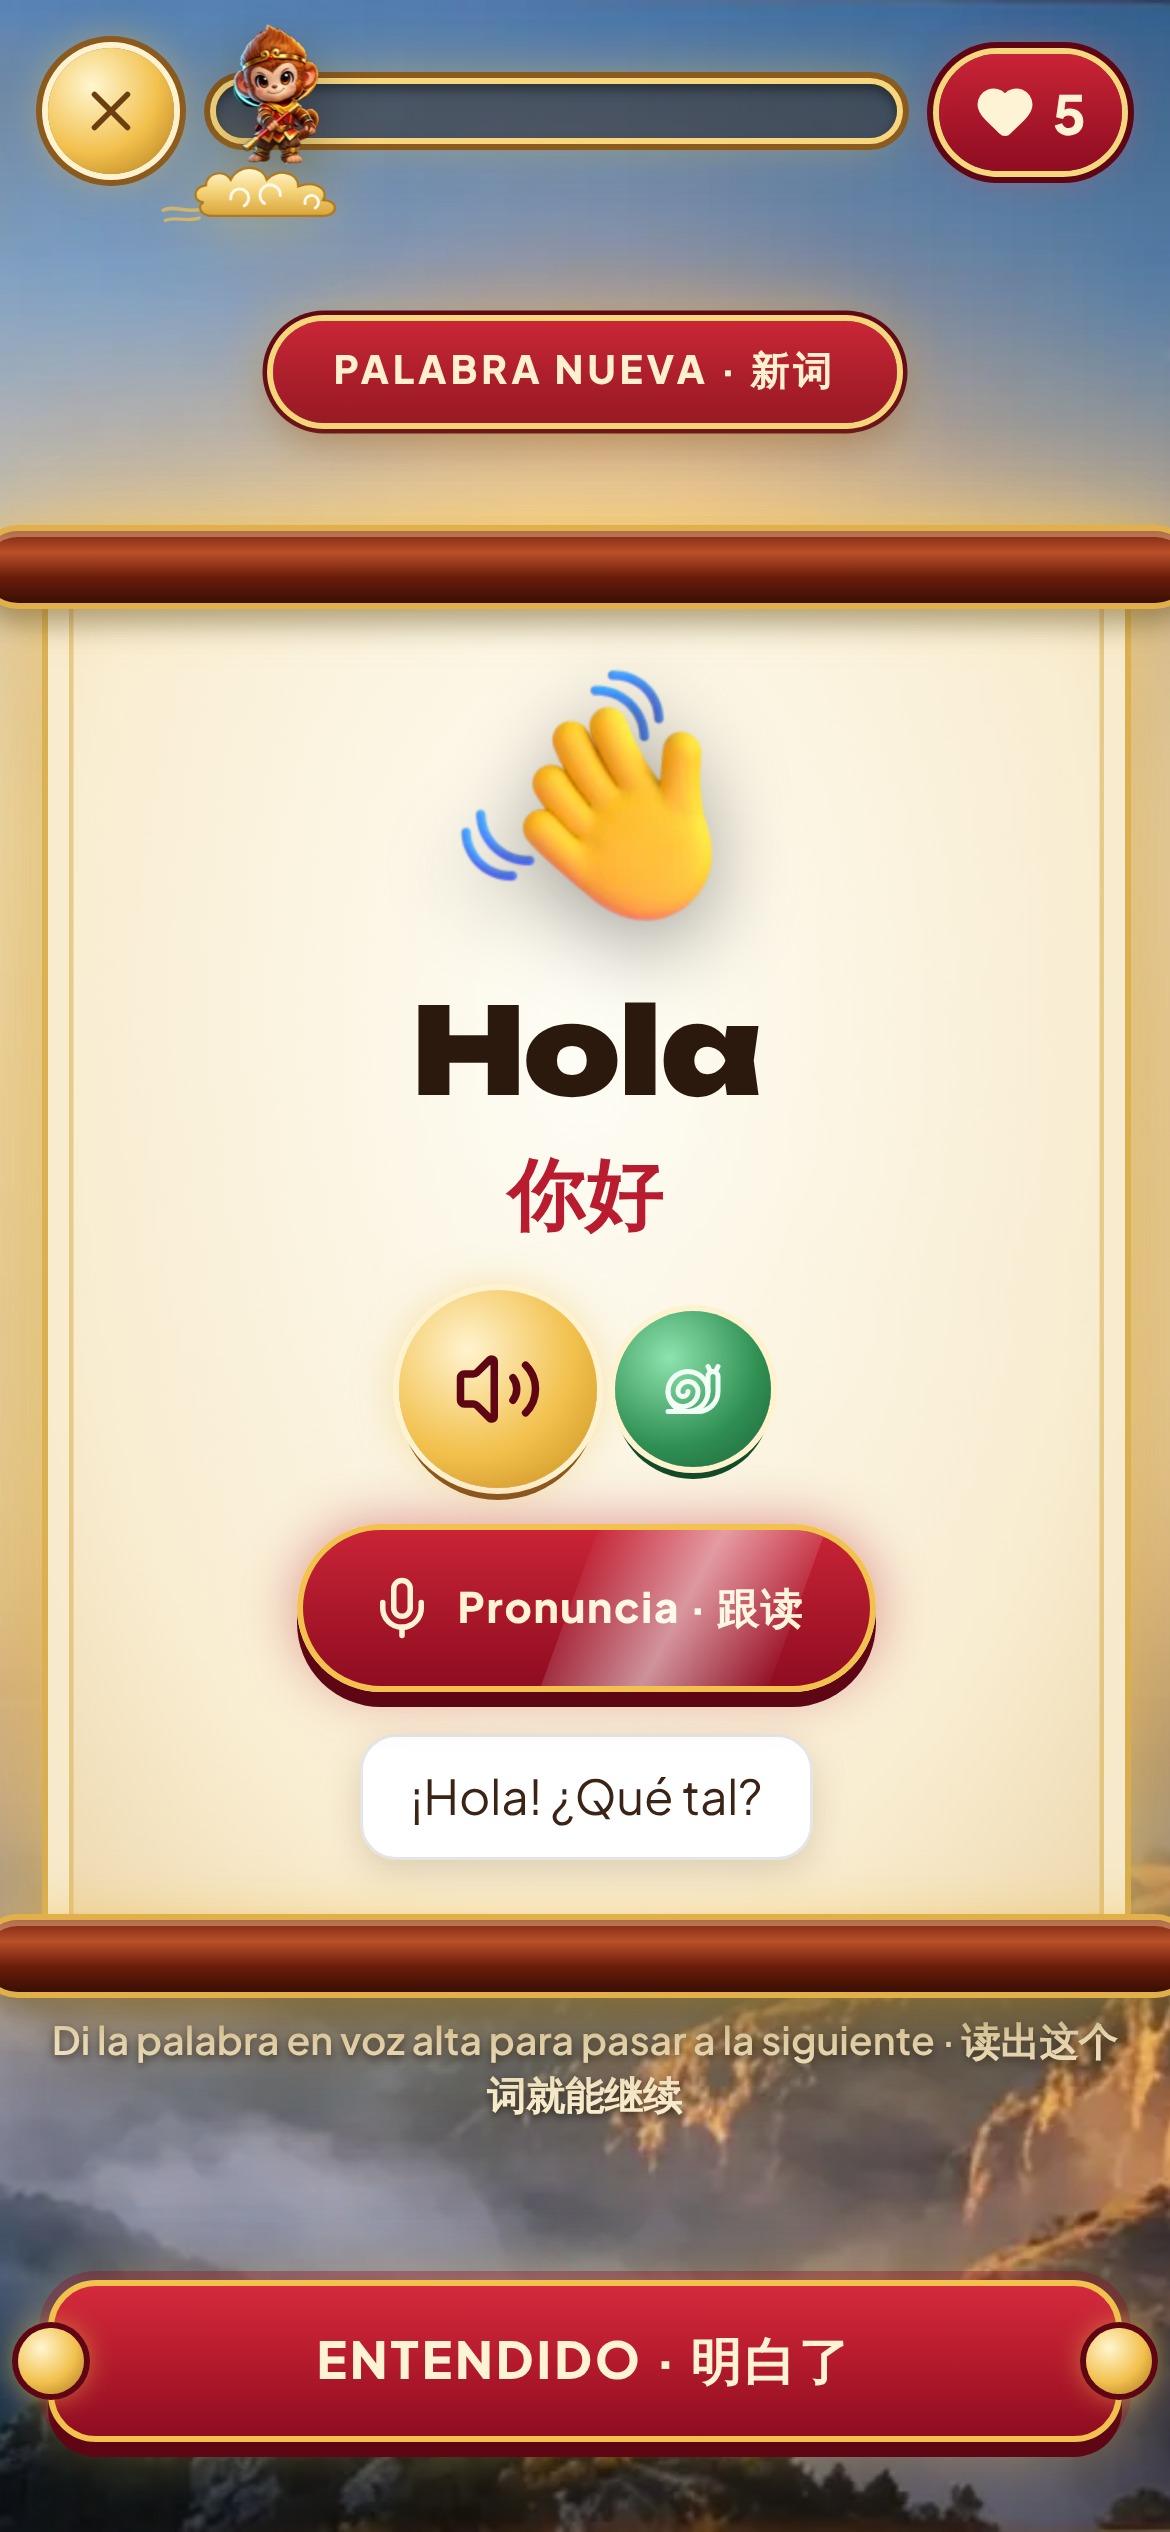 5
PALABRA NUEVA · 新词
Hola
你好
Pronuncia · 跟读
¡Hola! ¿Qué tal?
Di la palabra en voz alta para pasar a la siguiente · 读出这个
词就能继续
ENTENDIDO · 明白了